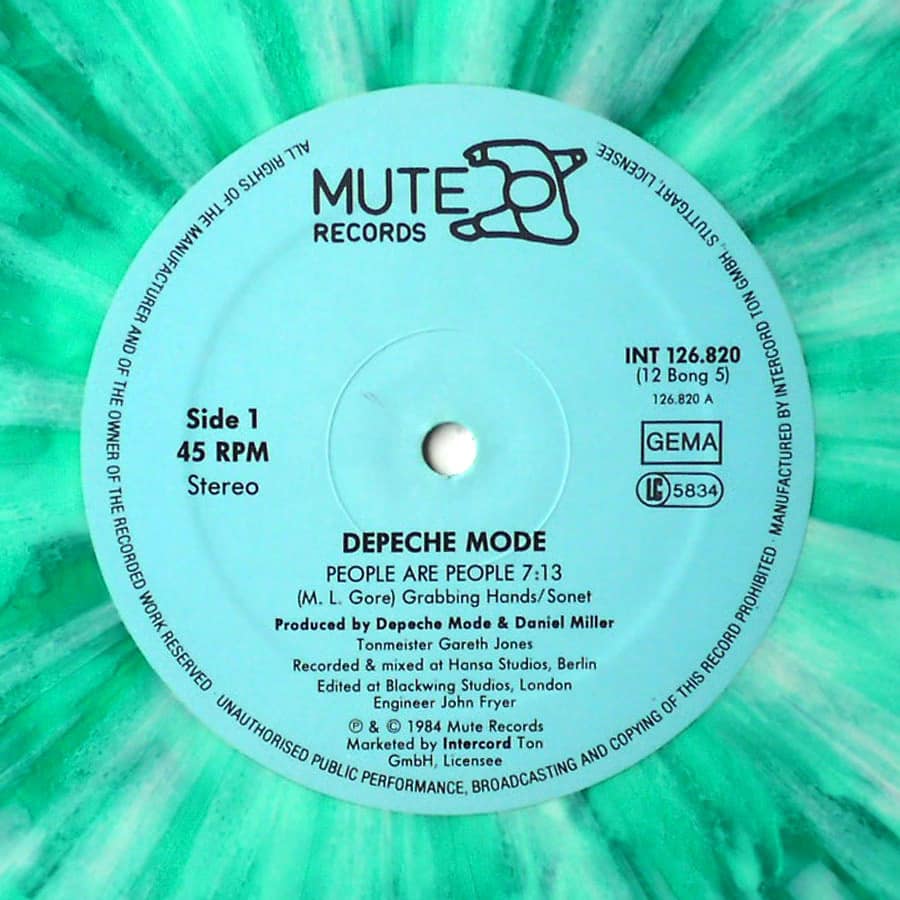 MUTE
RECORDS
INT 126.820
(12 Bong 5)
126.820 A
Side 1
45 RPM
Stereo
GEMA
LC 5834
DEPECHE MODE
PEOPLE ARE PEOPLE 7:13
(M. L. Gore) Grabbing Hands/Sonet
Produced by Depeche Mode & Daniel Miller
Tonmeister Gareth Jones
Recorded & mixed at Hansa Studios, Berlin
Edited at Blackwing Studios, London
Engineer John Fryer
℗ & © 1984 Mute Records
Marketed by Intercord Ton
GmbH, Licensee
ALL RIGHTS OF THE MANUFACTURER AND OF THE OWNER OF THE RECORDED WORK RESERVED · UNAUTHORISED PUBLIC PERFORMANCE, BROADCASTING AND COPYING OF THIS RECORD PROHIBITED · MANUFACTURED BY INTERCORD TON GMBH, STUTTGART, LICENSEE.